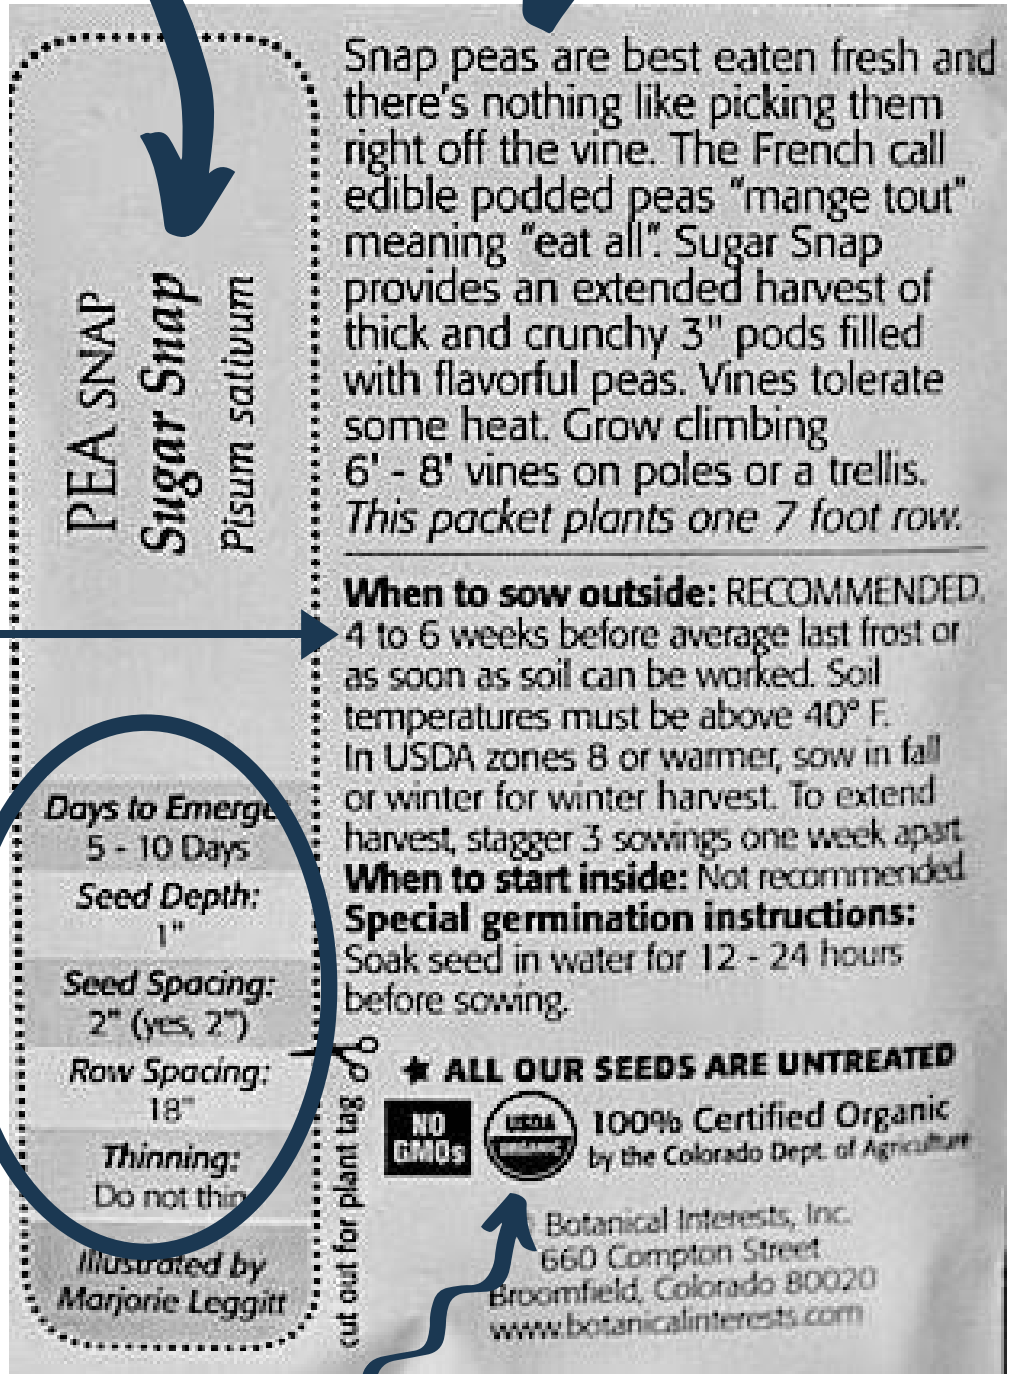 PEA SNAP
Sugar Snap
Pisum sativum
Days to Emerge:
5 - 10 Days
Seed Depth:
1"
Seed Spacing:
2" (yes, 2")
Row Spacing:
18"
Thinning:
Do not thin
Illustrated by
Marjorie Leggitt
cut out for plant tag
Snap peas are best eaten fresh and
there's nothing like picking them
right off the vine. The French call
edible podded peas "mange tout"
meaning "eat all". Sugar Snap
provides an extended harvest of
thick and crunchy 3" pods filled
with flavorful peas. Vines tolerate
some heat. Grow climbing
6' - 8' vines on poles or a trellis.
This packet plants one 7 foot row.
When to sow outside: RECOMMENDED.
4 to 6 weeks before average last frost or
as soon as soil can be worked. Soil
temperatures must be above 40° F.
In USDA zones 8 or warmer, sow in fall
or winter for winter harvest. To extend
harvest, stagger 3 sowings one week apart.
When to start inside: Not recommended.
Special germination instructions:
Soak seed in water for 12 - 24 hours
before sowing.
★ ALL OUR SEEDS ARE UNTREATED
NO
GMOs
USDA
ORGANIC
100% Certified Organic
by the Colorado Dept. of Agriculture
Botanical Interests, Inc.
660 Compton Street
Broomfield, Colorado 80020
www.botanicalinterests.com